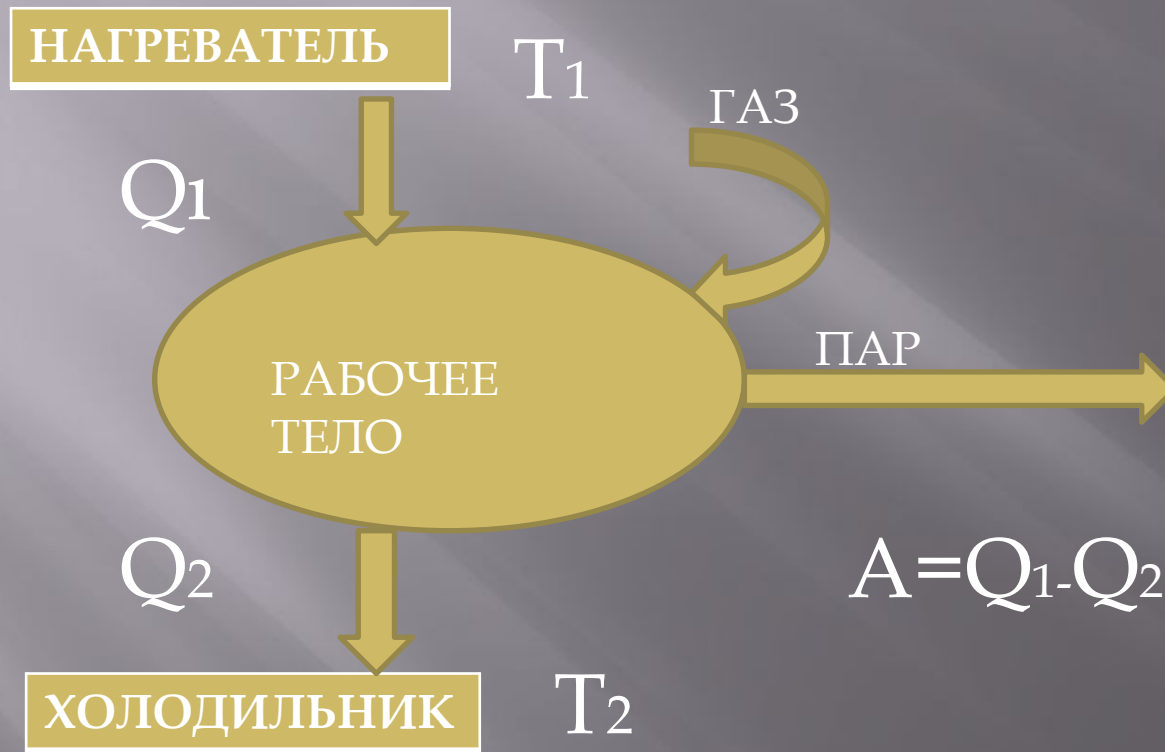 НАГРЕВАТЕЛЬ
T1
ГАЗ
Q1
ПАР
РАБОЧЕЕ
ТЕЛО
Q2
A=Q1-Q2
ХОЛОДИЛЬНИК
T2